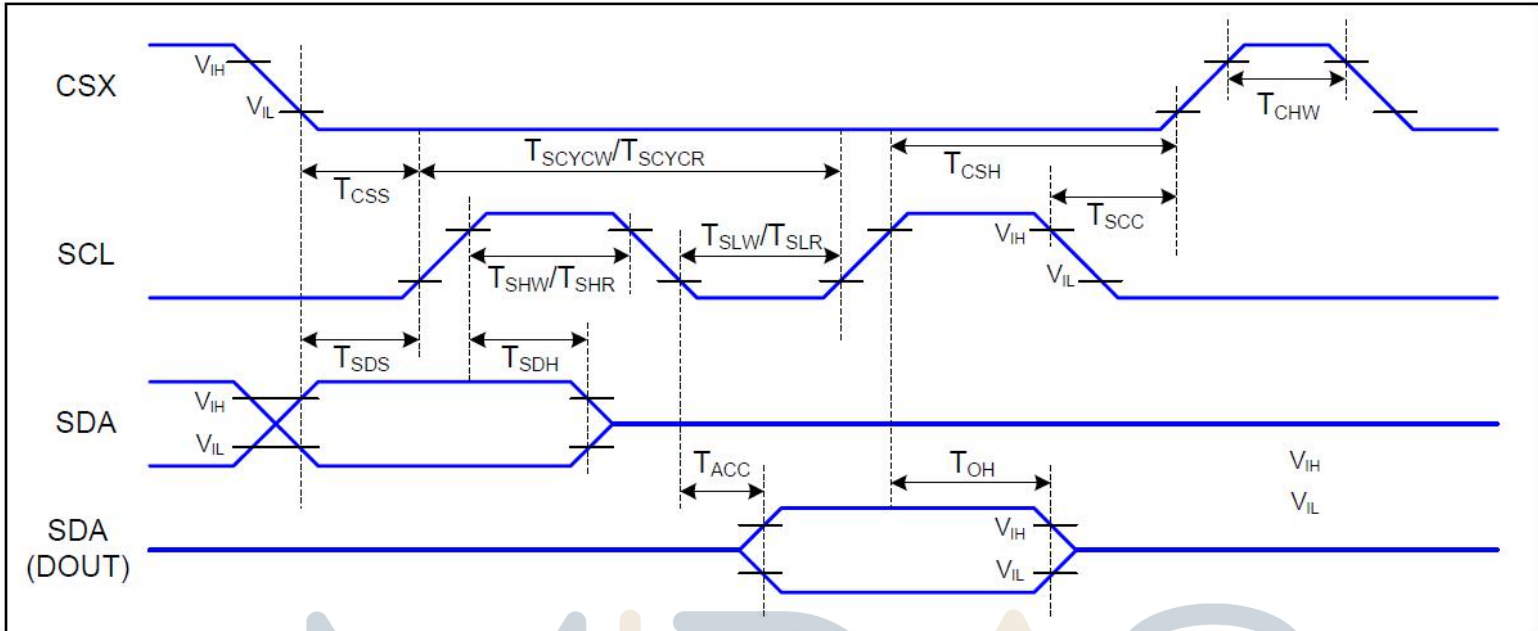 CSX
VIH
VIL
TCHW
TSCYCW/TSCYCR
TCSS
TCSH
TSCC
SCL
TSHW/TSHR
TSLW/TSLR
VIH
VIL
TSDS
TSDH
SDA
VIH
VIL
TACC
TOH
VIH
VIL
SDA
(DOUT)
VIH
VIL